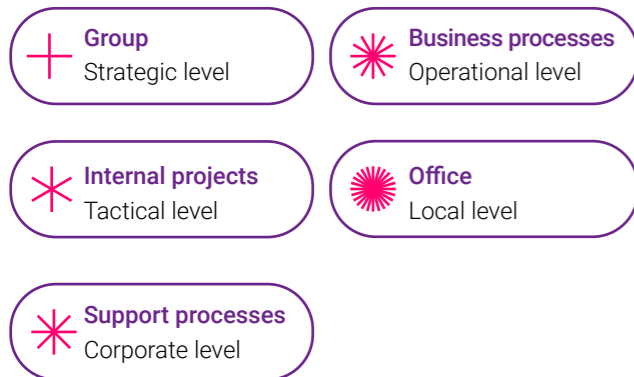 Group
Strategic level
Business processes
Operational level
Internal projects
Tactical level
Office
Local level
Support processes
Corporate level